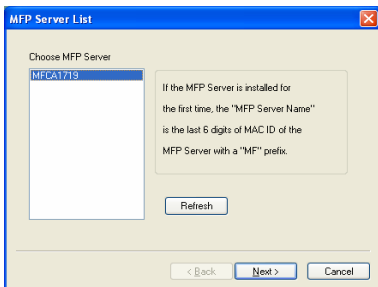 MFP Server List
Choose MFP Server
MFCA1719
If the MFP Server is installed for
the first time, the "MFP Server Name"
is the last 6 digits of MAC ID of the
MFP Server with a "MF" prefix.
Refresh
< Back
Next >
Cancel